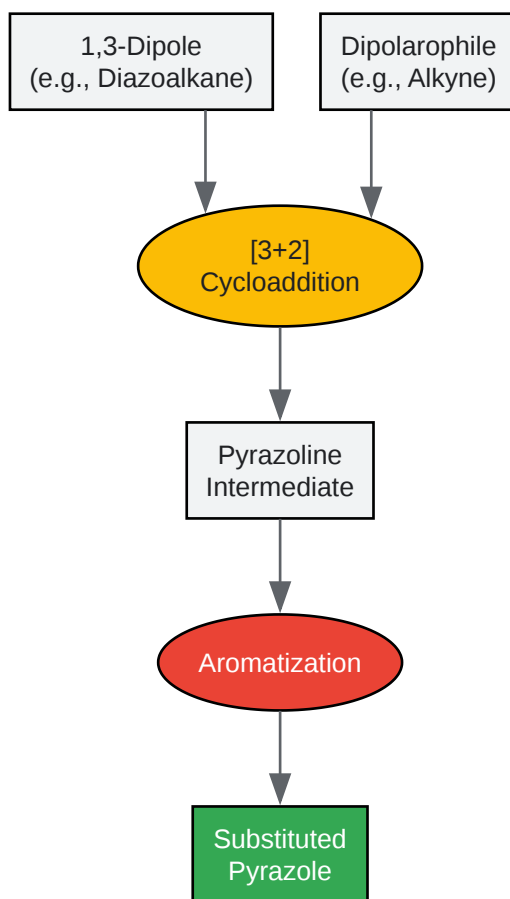 1,3-Dipole
(e.g., Diazoalkane)
Dipolarophile
(e.g., Alkyne)
[3+2]
Cycloaddition
Pyrazoline
Intermediate
Aromatization
Substituted
Pyrazole